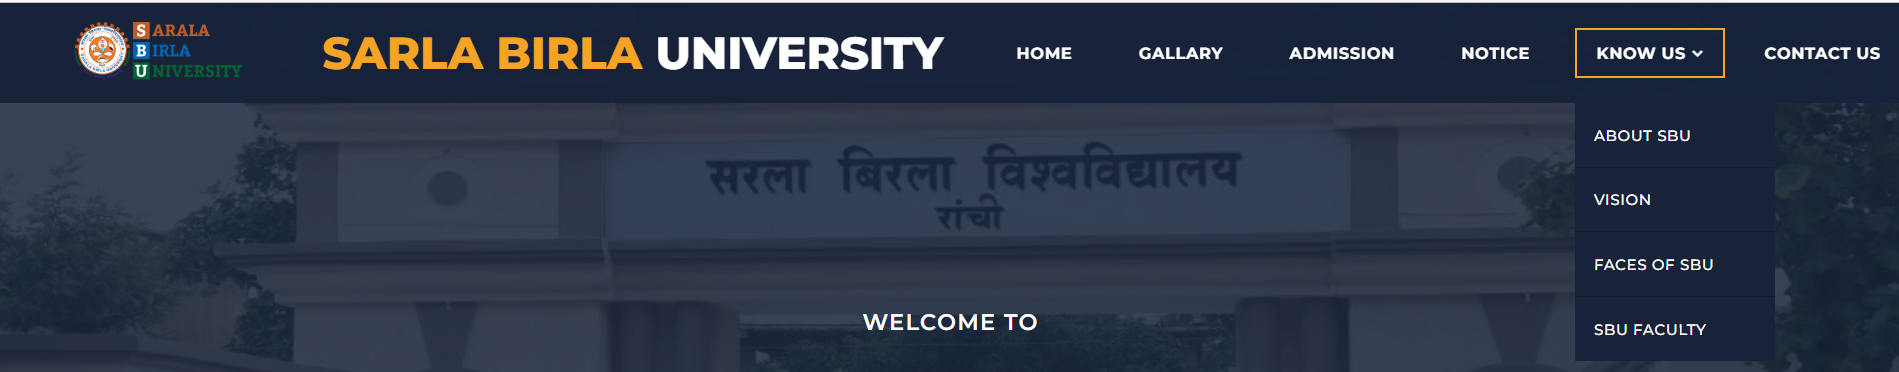 SARALA
BIRLA
UNIVERSITY
SARLA BIRLA UNIVERSITY
HOME
GALLARY
ADMISSION
NOTICE
KNOW US
CONTACT US
ABOUT SBU
VISION
FACES OF SBU
SBU FACULTY
सरला बिरला विश्वविद्यालय
रांची
WELCOME TO